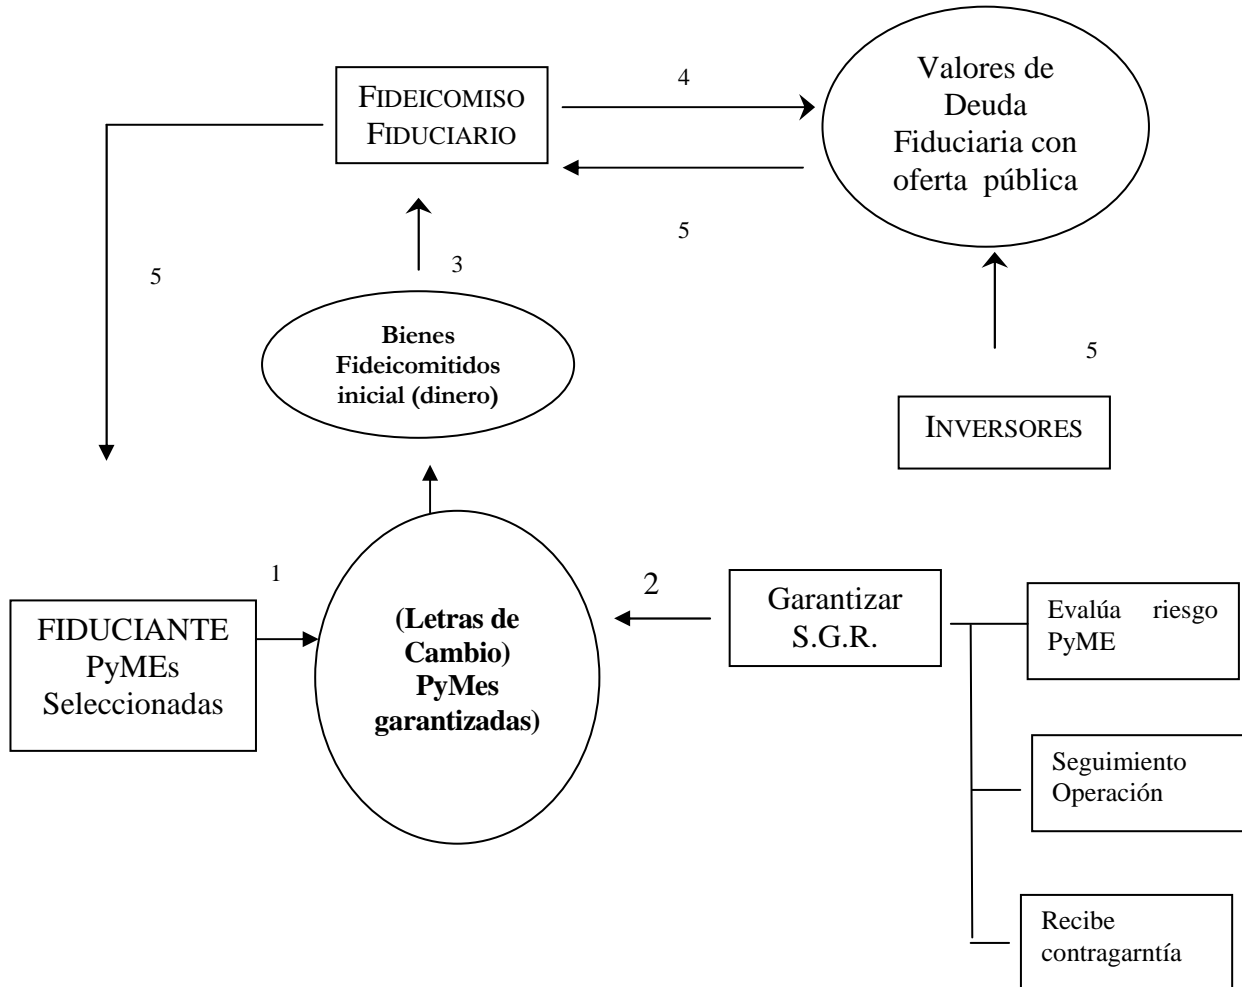 FIDEICOMISO
FIDUCIARIO
4
Valores de
Deuda
Fiduciaria con
oferta pública
5
5
3
Bienes
Fideicomitidos
inicial (dinero)
5
INVERSORES
1
FIDUCIANTE
PyMEs
Seleccionadas
(Letras de
Cambio)
PyMes
garantizadas)
2
Garantizar
S.G.R.
Evalúa riesgo
PyME
Seguimiento
Operación
Recibe
contragarntía